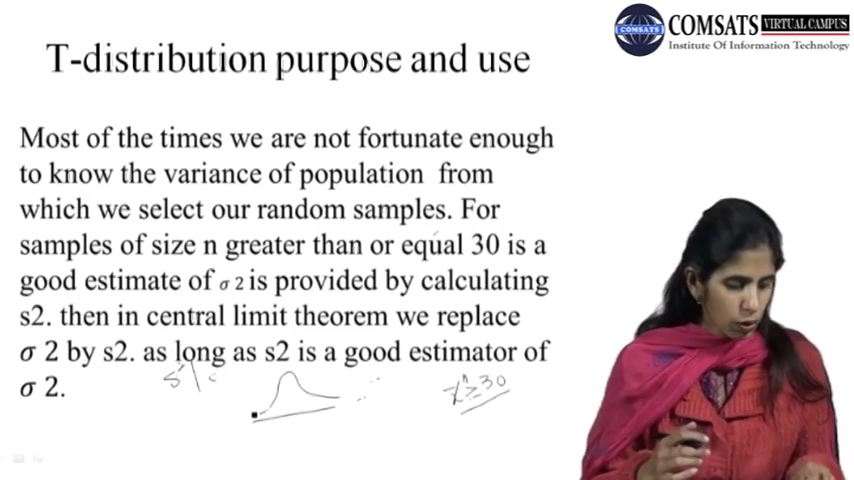 COMSATS VIRTUAL CAMPUS
COMSATS
Institute Of Information Technology
T-distribution purpose and use
Most of the times we are not fortunate enough
to know the variance of population from
which we select our random samples. For
samples of size n greater than or equal 30 is a
good estimate of σ 2 is provided by calculating
s2. then in central limit theorem we replace
σ 2 by s2. as long as s2 is a good estimator of
σ 2.
≥30